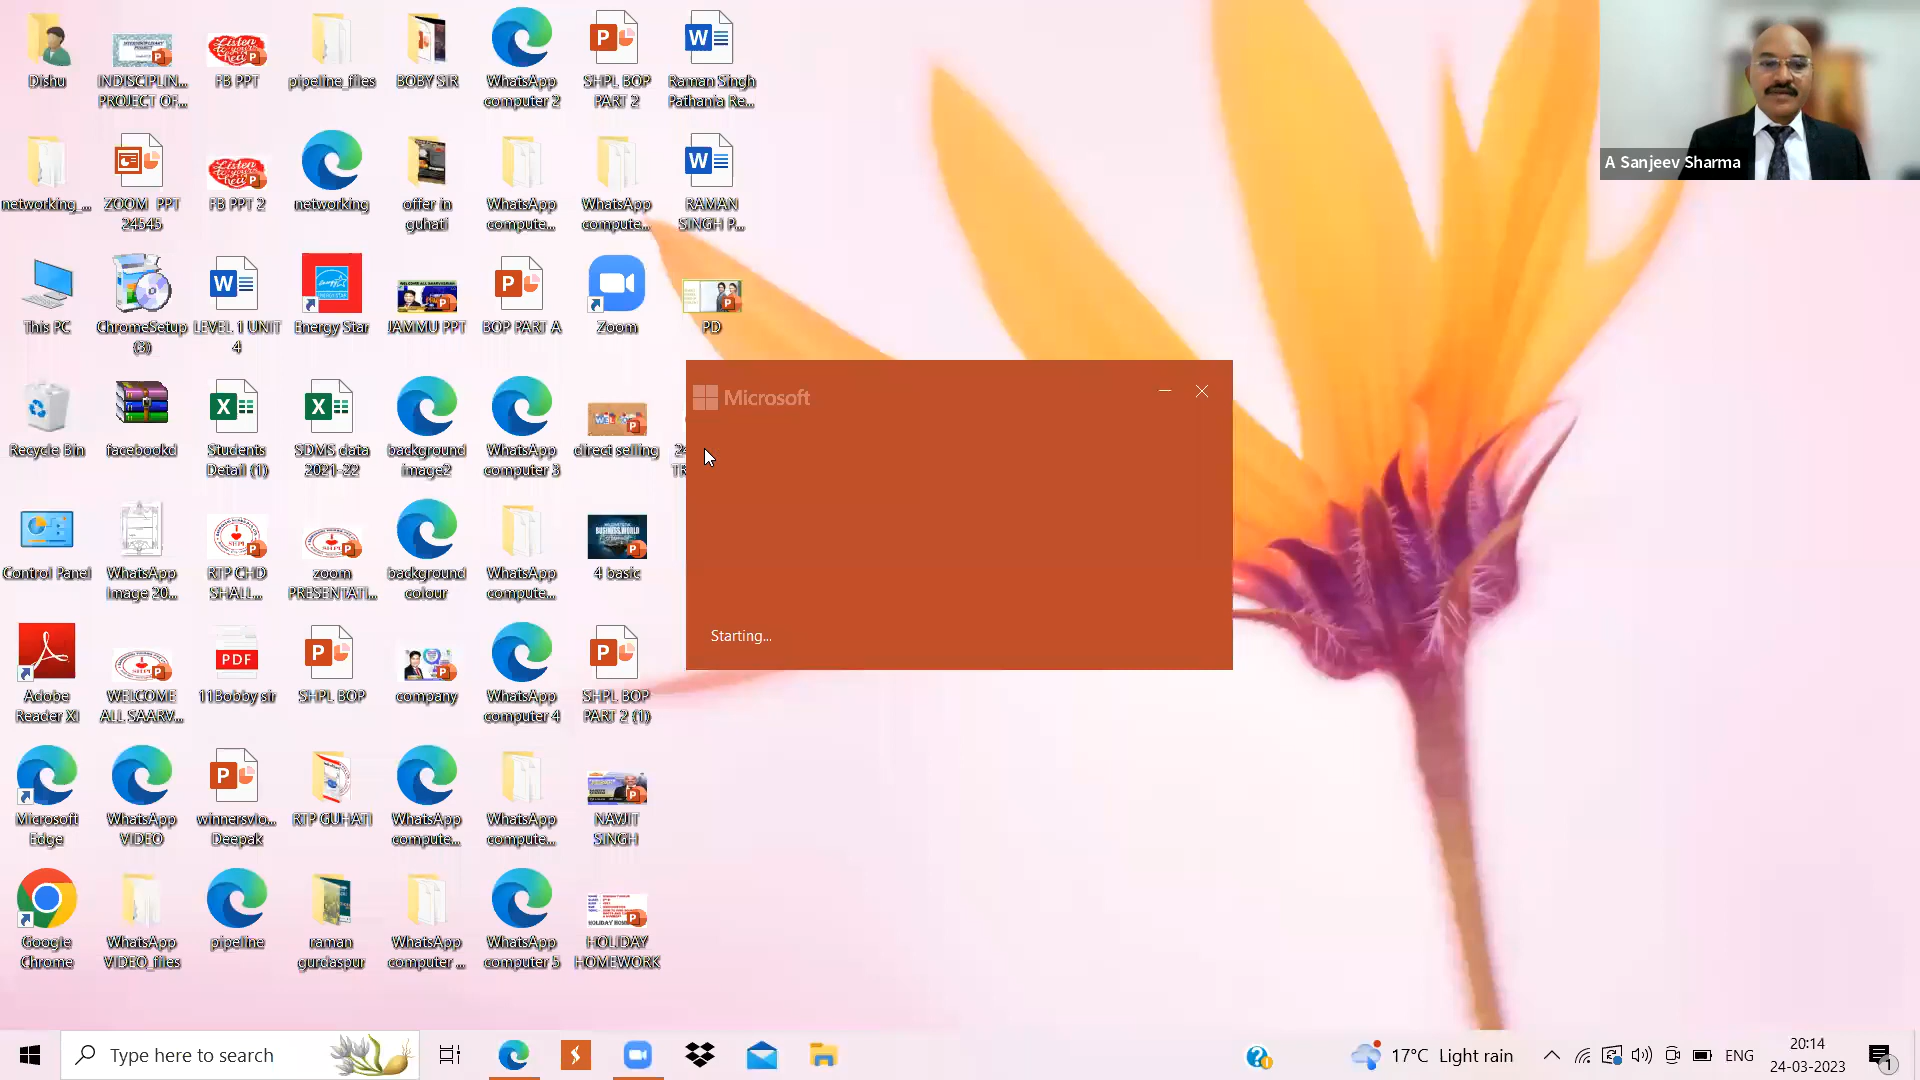 Dishu
INDISCIPLIN...
PROJECT OF...
FB PPT
pipeline_files
BOBY SIR
WhatsApp
computer 2
SHPL BOP
PART 2
Raman Singh
Pathania Re...
A Sanjeev Sharma
networking_...
ZOOM PPT
24545
FB PPT 2
networking
offer in
guhati
WhatsApp
compute...
WhatsApp
compute...
RAMAN
SINGH P...
This PC
ChromeSetup
(3)
LEVEL 1 UNIT
4
Energy Star
JAMMU PPT
BOP PART A
Zoom
PD
Microsoft
Recycle Bin
facebookd
Students
Detail (1)
SDMS data
2021-22
background
image2
WhatsApp
computer 3
direct selling
Control Panel
WhatsApp
Image 20...
RTP CHD
SHALL...
zoom
PRESENTATI...
background
colour
WhatsApp
compute...
4 basic
Starting...
Adobe
Reader XI
WELCOME
ALL SAARV...
PDF
11Bobby sir
SHPL BOP
company
WhatsApp
computer 4
SHPL BOP
PART 2 (1)
Microsoft
Edge
WhatsApp
VIDEO
winnersvio...
Deepak
RTP GUHATI
WhatsApp
compute...
WhatsApp
compute...
NAVJIT
SINGH
Google
Chrome
WhatsApp
VIDEO_files
pipeline
raman
gurdaspur
WhatsApp
computer ...
WhatsApp
computer 5
HOLIDAY
HOMEWORK
Type here to search
17°C Light rain
ENG
20:14
24-03-2023
1